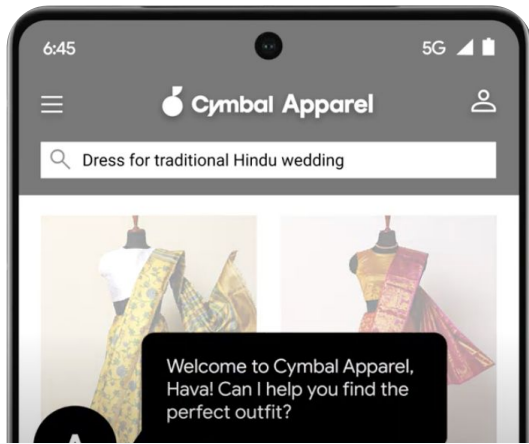 6:45 5G
Cymbal Apparel
Dress for traditional Hindu wedding
Welcome to Cymbal Apparel,
Hava! Can I help you find the
perfect outfit?